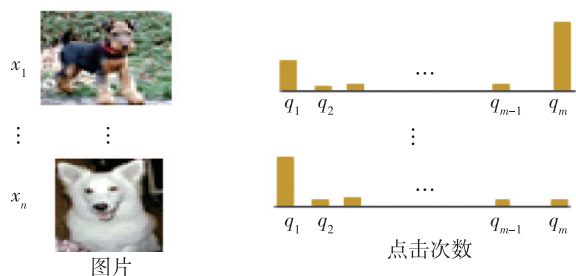 x₁
…
q₁ q₂ qₘ₋₁ qₘ
⋮ ⋮ ⋮
xₙ
…
q₁ q₂ qₘ₋₁ qₘ
图片 点击次数